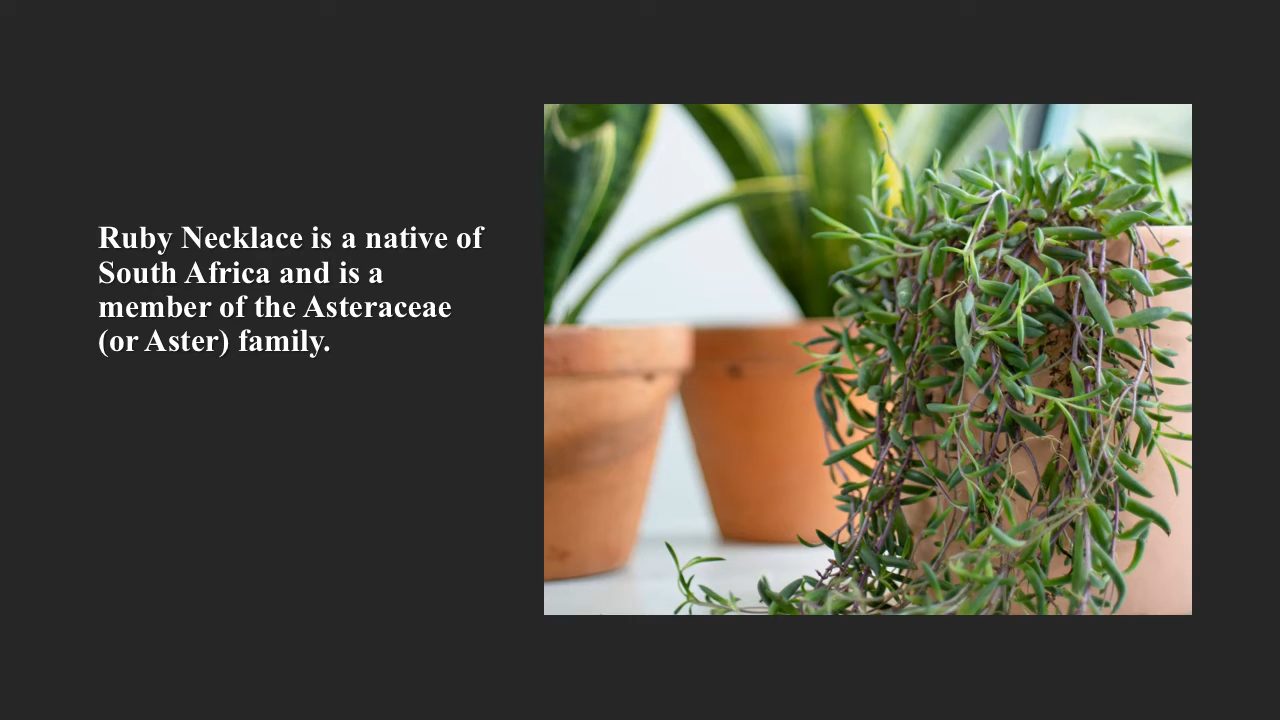 Ruby Necklace is a native of
South Africa and is a
member of the Asteraceae
(or Aster) family.